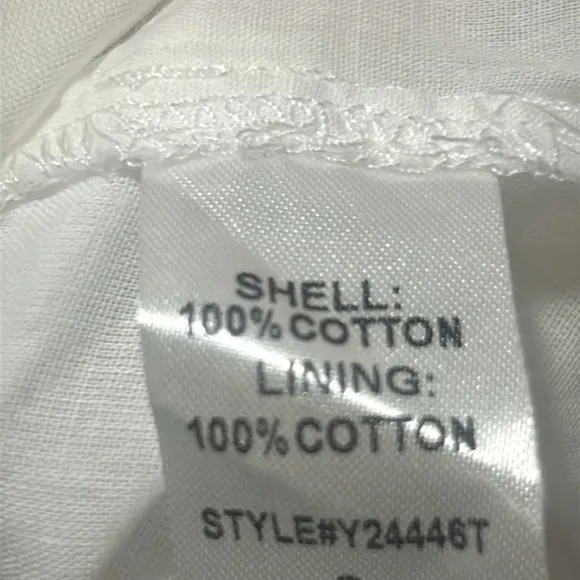 SHELL:
100% COTTON
LINING:
100% COTTON
STYLE#Y24446T